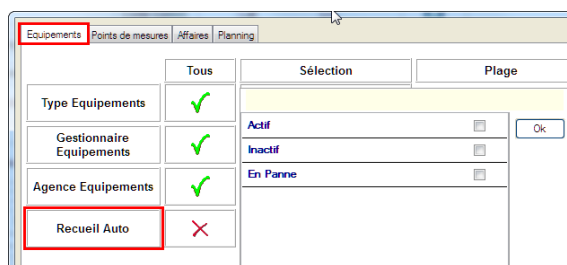 Equipements Points de mesures Affaires Planning
Tous Sélection Plage
Type Equipements
Actif Ok
Gestionnaire
Equipements
Inactif
En Panne
Agence Equipements
Recueil Auto